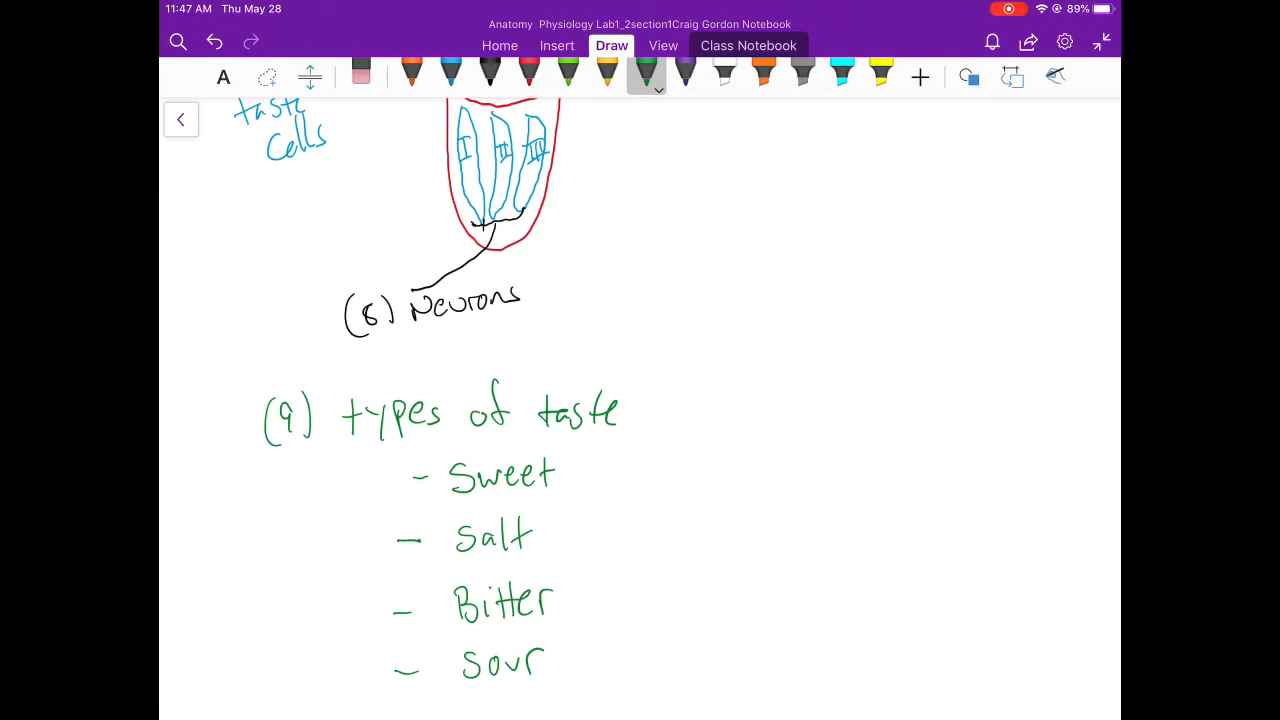 11:47 AM Thu May 28
89%
Anatomy Physiology Lab1_2section1Craig Gordon Notebook
Home Insert Draw View Class Notebook
A
taste
Cells
I II III
(8) Neurons
(9) types of taste
- Sweet
- Salt
- Bitter
- Sour